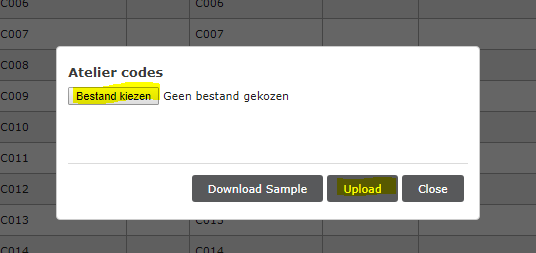 C006 C006
C007 C007
C008
Atelier codes
C009
Bestand kiezen Geen bestand gekozen
C010
C011
C012
Download Sample Upload Close
C013 C013
C014 C014